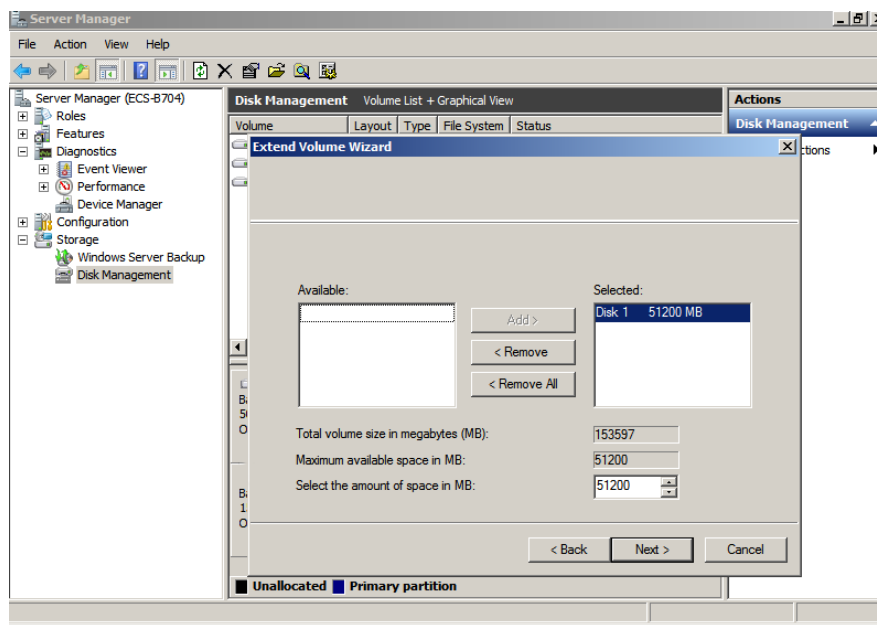 Server Manager
File Action View Help
Server Manager (ECS-B704)
Roles
Features
Diagnostics
Event Viewer
Performance
Device Manager
Configuration
Storage
Windows Server Backup
Disk Management
Disk Management Volume List + Graphical View
Volume Layout Type File System Status
Actions
Disk Management
ctions
Extend Volume Wizard
Available:
Selected:
Disk 1 51200 MB
Add >
< Remove
< Remove All
Total volume size in megabytes (MB): 153597
Maximum available space in MB: 51200
Select the amount of space in MB: 51200
< Back Next > Cancel
Unallocated Primary partition